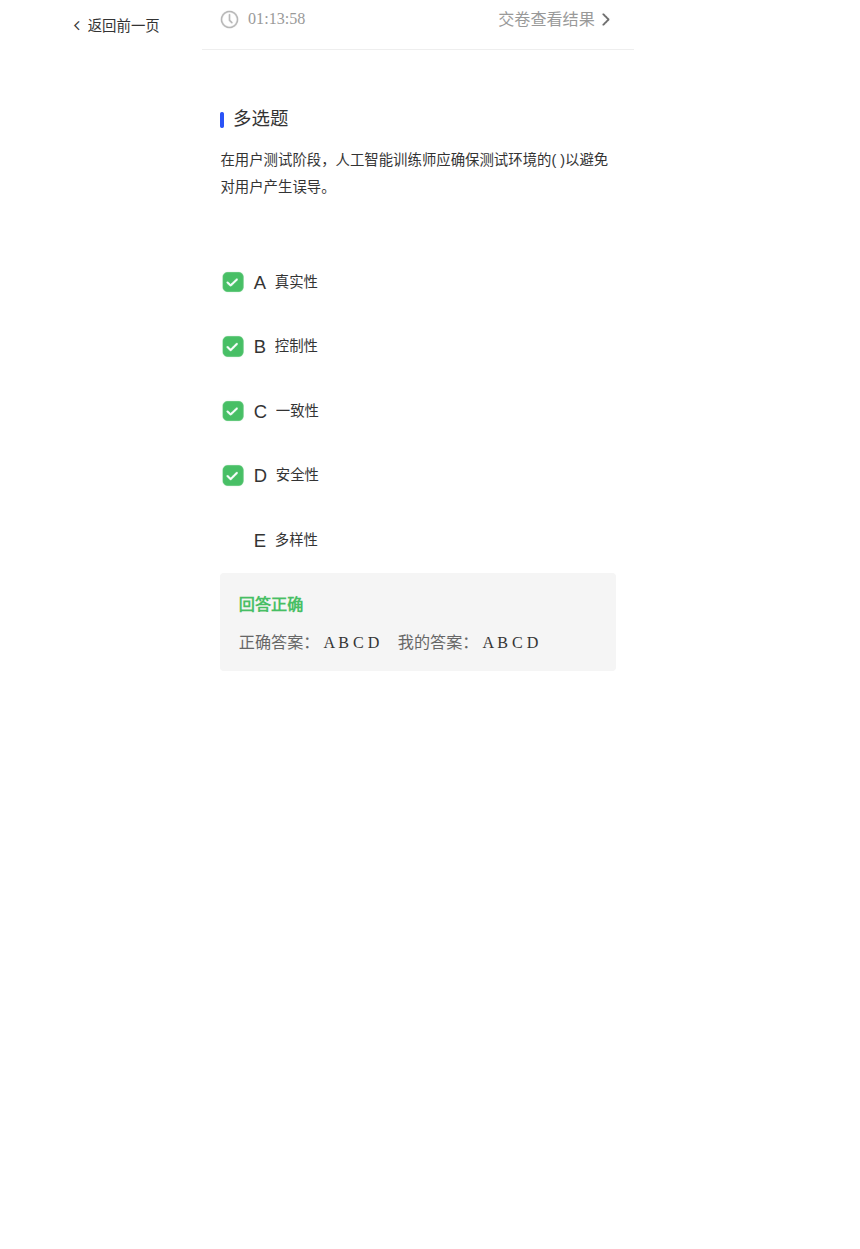 返回前一页
01:13:58 交卷查看结果
多选题
在用户测试阶段，人工智能训练师应确保测试环境的( )以避免
对用户产生误导。
A 真实性
B 控制性
C 一致性
D 安全性
E 多样性
回答正确
正确答案： A B C D 我的答案： A B C D